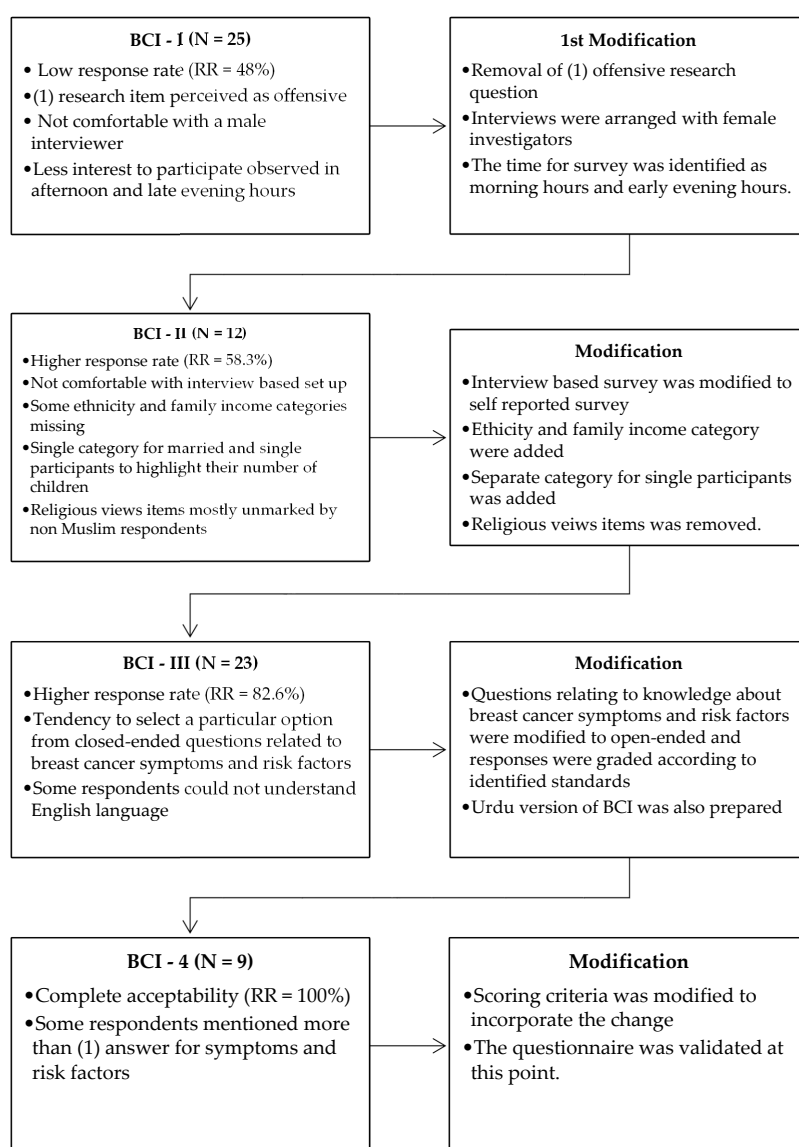 BCI - I (N = 25)
• Low response rate (RR = 48%)
•(1) research item perceived as offensive
• Not comfortable with a male
interviewer
•Less interest to participate observed in
afternoon and late evening hours
1st Modification
•Removal of (1) offensive research
question
•Interviews were arranged with female
investigators
•The time for survey was identified as
morning hours and early evening hours.
BCI - II (N = 12)
•Higher response rate (RR = 58.3%)
•Not comfortable with interview based set up
•Some ethnicity and family income categories
missing
•Single category for married and single
participants to highlight their number of
children
•Religious views items mostly unmarked by
non Muslim respondents
Modification
•Interview based survey was modified to
self reported survey
•Ethicity and family income category
were added
•Separate category for single participants
was added
•Religious veiws items was removed.
BCI - III (N = 23)
•Higher response rate (RR = 82.6%)
•Tendency to select a particular option
from closed-ended questions related to
breast cancer symptoms and risk factors
•Some respondents could not understand
English language
Modification
•Questions relating to knowledge about
breast cancer symptoms and risk factors
were modified to open-ended and
responses were graded according to
identified standards
•Urdu version of BCI was also prepared
BCI - 4 (N = 9)
•Complete acceptability (RR = 100%)
•Some respondents mentioned more
than (1) answer for symptoms and
risk factors
Modification
•Scoring criteria was modified to
incorporate the change
•The questionnaire was validated at
this point.